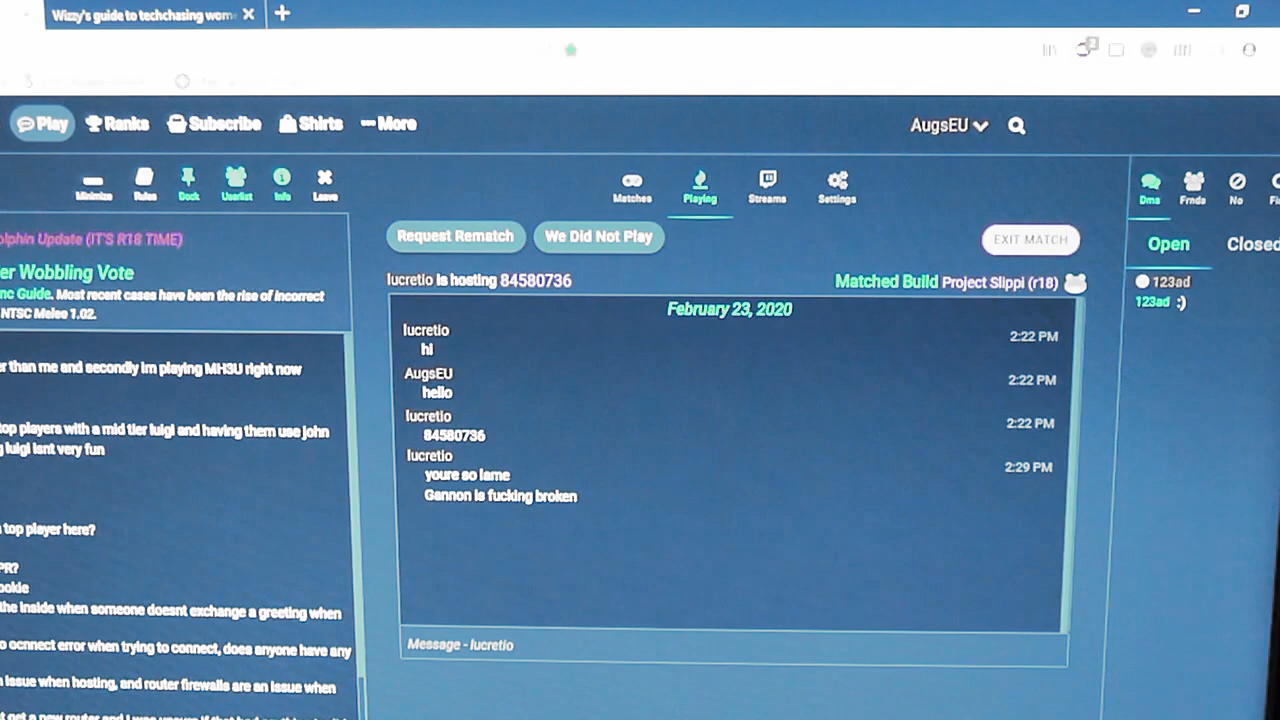 Wizzy's guide to techchasing wom
Play Ranks Subscribe Shirts More
AugsEU
Minimize Rules Dock Userlist Info Leave
Matches Playing Streams Settings
Dms Frnds No
olphin Update (IT'S R18 TIME)
er Wobbling Vote
nc Guide. Most recent cases have been the rise of incorrect
NTSC Melee 1.02.
er than me and secondly im playing MH3U right now
top players with a mid tier luigi and having them use john
g luigi isnt very fun
top player here?
PR?
ookie
the inside when someone doesnt exchange a greeting when
o ocnnect error when trying to connect, does anyone have any
n issue when hosting, and router firewalls are an issue when
Request Rematch We Did Not Play EXIT MATCH
lucretio is hosting 84580736 Matched Build Project Slippi (r18)
February 23, 2020
lucretio 2:22 PM
hi
AugsEU 2:22 PM
hello
lucretio 2:22 PM
84580736
lucretio 2:29 PM
youre so lame
Gannon is fucking broken
Message - lucretio
Open Closed
123ad
123ad :)